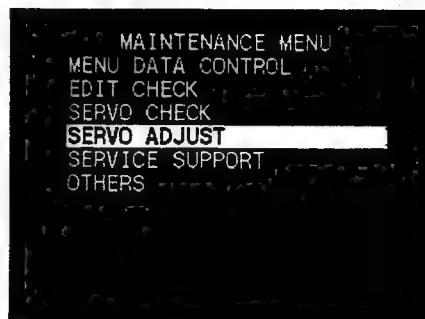 MAINTENANCE MENU
MENU DATA CONTROL
EDIT CHECK
SERVO CHECK
SERVO ADJUST
SERVICE SUPPORT
OTHERS